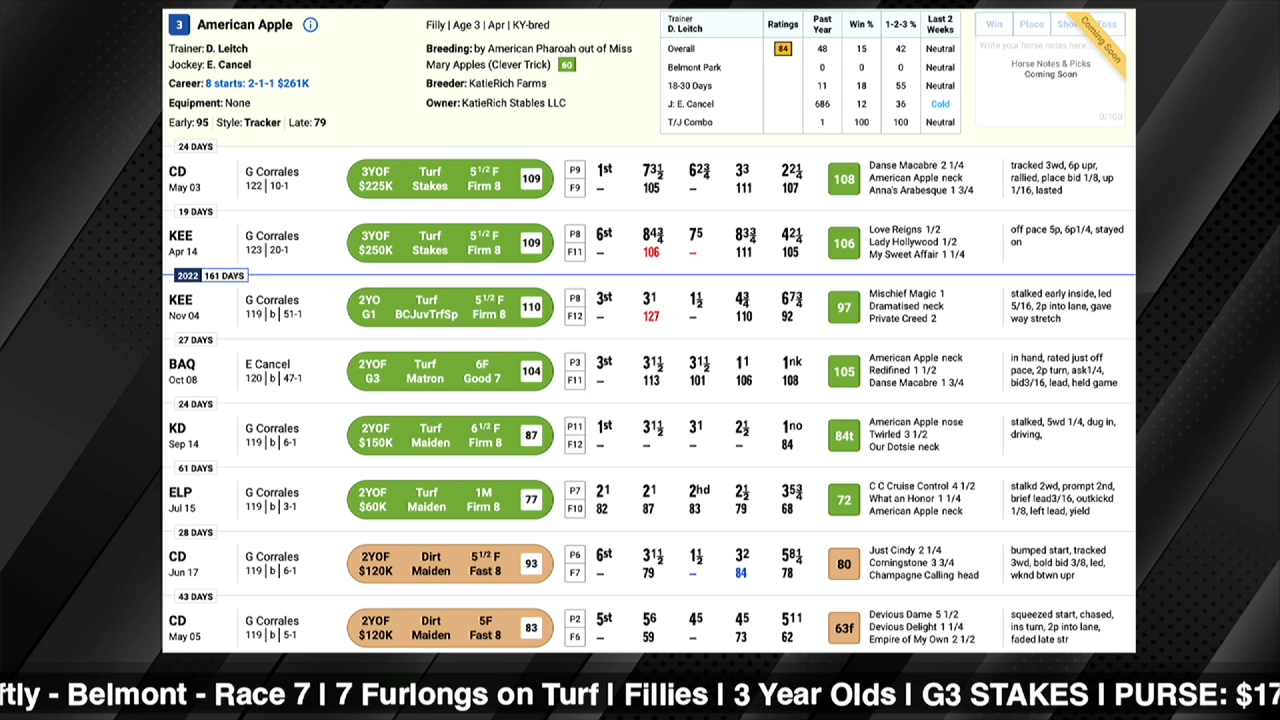 3 American Apple
Filly | Age 3 | Apr | KY-bred
Trainer: D. Leitch
Jockey: E. Cancel
Career: 8 starts: 2-1-1 $261K
Equipment: None
Early: 95 | Style: Tracker | Late: 79
Breeding: by American Pharoah out of Miss
Mary Apples (Clever Trick) 60
Breeder: KatieRich Farms
Owner: KatieRich Stables LLC
Trainer D. Leitch Ratings Past Year Win % 1-2-3 % Last 2 Weeks
Overall 84 48 15 42 Neutral
Belmont Park 0 0 0 Neutral
18-30 Days 11 18 55 Neutral
J: E. Cancel 686 12 36 Cold
T/J Combo 1 100 100 Neutral
Win Place
Coming Soon
Write your horse notes here...
Horse Notes & Picks
Coming Soon
0/100
24 DAYS
CD G Corrales 3YOF Turf 5 1/2 F 109 P9 1st 7 3½ 6 2¾ 3 3 2 2¼ 108 Danse Macabre 2 1/4 tracked 3wd, 6p upr,
May 03 122 | 10-1 $225K Stakes Firm 8 F9 – 105 – 111 107 American Apple neck rallied, place bid 1/8, up
Anna's Arabesque 1 3/4 1/16, lasted
19 DAYS
KEE G Corrales 3YOF Turf 5 1/2 F 109 P8 6st 8 4¾ 7 5 8 3¾ 4 2¼ 106 Love Reigns 1/2 off pace 5p, 6p1/4, stayed
Apr 14 123 | 20-1 $250K Stakes Firm 8 F11 – 106 – 111 105 Lady Hollywood 1/2 on
My Sweet Affair 1 1/4
2022 161 DAYS
KEE G Corrales 2YO Turf 5 1/2 F 110 P8 3st 3 1 1 ½ 4 ¾ 6 7¾ 97 Mischief Magic 1 stalked early inside, led
Nov 04 119 | b | 51-1 G1 BCJuvTrfSp Firm 8 F12 – 127 – 110 92 Dramatised neck 5/16, 2p into lane, gave
Private Creed 2 way stretch
27 DAYS
BAQ E Cancel 2YOF Turf 6F 104 P3 3st 3 1½ 3 1½ 1 1 1 nk 105 American Apple neck in hand, rated just off
Oct 08 120 | b | 47-1 G3 Matron Good 7 F11 – 113 101 106 108 Redifined 1 1/2 pace, 2p turn, ask1/4,
Danse Macabre 1 3/4 bid3/16, lead, held game
24 DAYS
KD G Corrales 2YOF Turf 6 1/2 F 87 P11 1st 3 1½ 3 1 2 ½ 1 no 84t American Apple nose stalked, 5wd 1/4, dug in,
Sep 14 119 | b | 6-1 $150K Maiden Firm 8 F12 – – – – 84 Twirled 3 1/2 driving,
Our Dotsie neck
61 DAYS
ELP G Corrales 2YOF Turf 1M 77 P7 2 1 2 1 2 hd 2 ½ 3 5¾ 72 C C Cruise Control 4 1/2 stalkd 2wd, prompt 2nd,
Jul 15 119 | b | 3-1 $60K Maiden Firm 8 F10 82 87 83 79 68 What an Honor 1 1/4 brief lead3/16, outkickd
American Apple neck 1/8, left lead, yield
28 DAYS
CD G Corrales 2YOF Dirt 5 1/2 F 93 P6 6st 3 1½ 1 ½ 3 2 5 8¼ 80 Just Cindy 2 1/4 bumped start, tracked
Jun 17 119 | b | 6-1 $120K Maiden Fast 8 F7 – 79 – 84 78 Corningstone 3 3/4 3wd, bold bid 3/8, led,
Champagne Calling head wknd btwn upr
43 DAYS
CD G Corrales 2YOF Dirt 5F 83 P2 5st 5 6 4 5 4 5 5 11 63f Devious Dame 5 1/2 squeezed start, chased,
May 05 119 | b | 5-1 $120K Maiden Fast 8 F6 – 59 – 73 62 Devious Delight 1 1/4 ins turn, 2p into lane,
Empire of My Own 2 1/2 faded late str
ftly - Belmont - Race 7 | 7 Furlongs on Turf | Fillies | 3 Year Olds | G3 STAKES | PURSE: $17